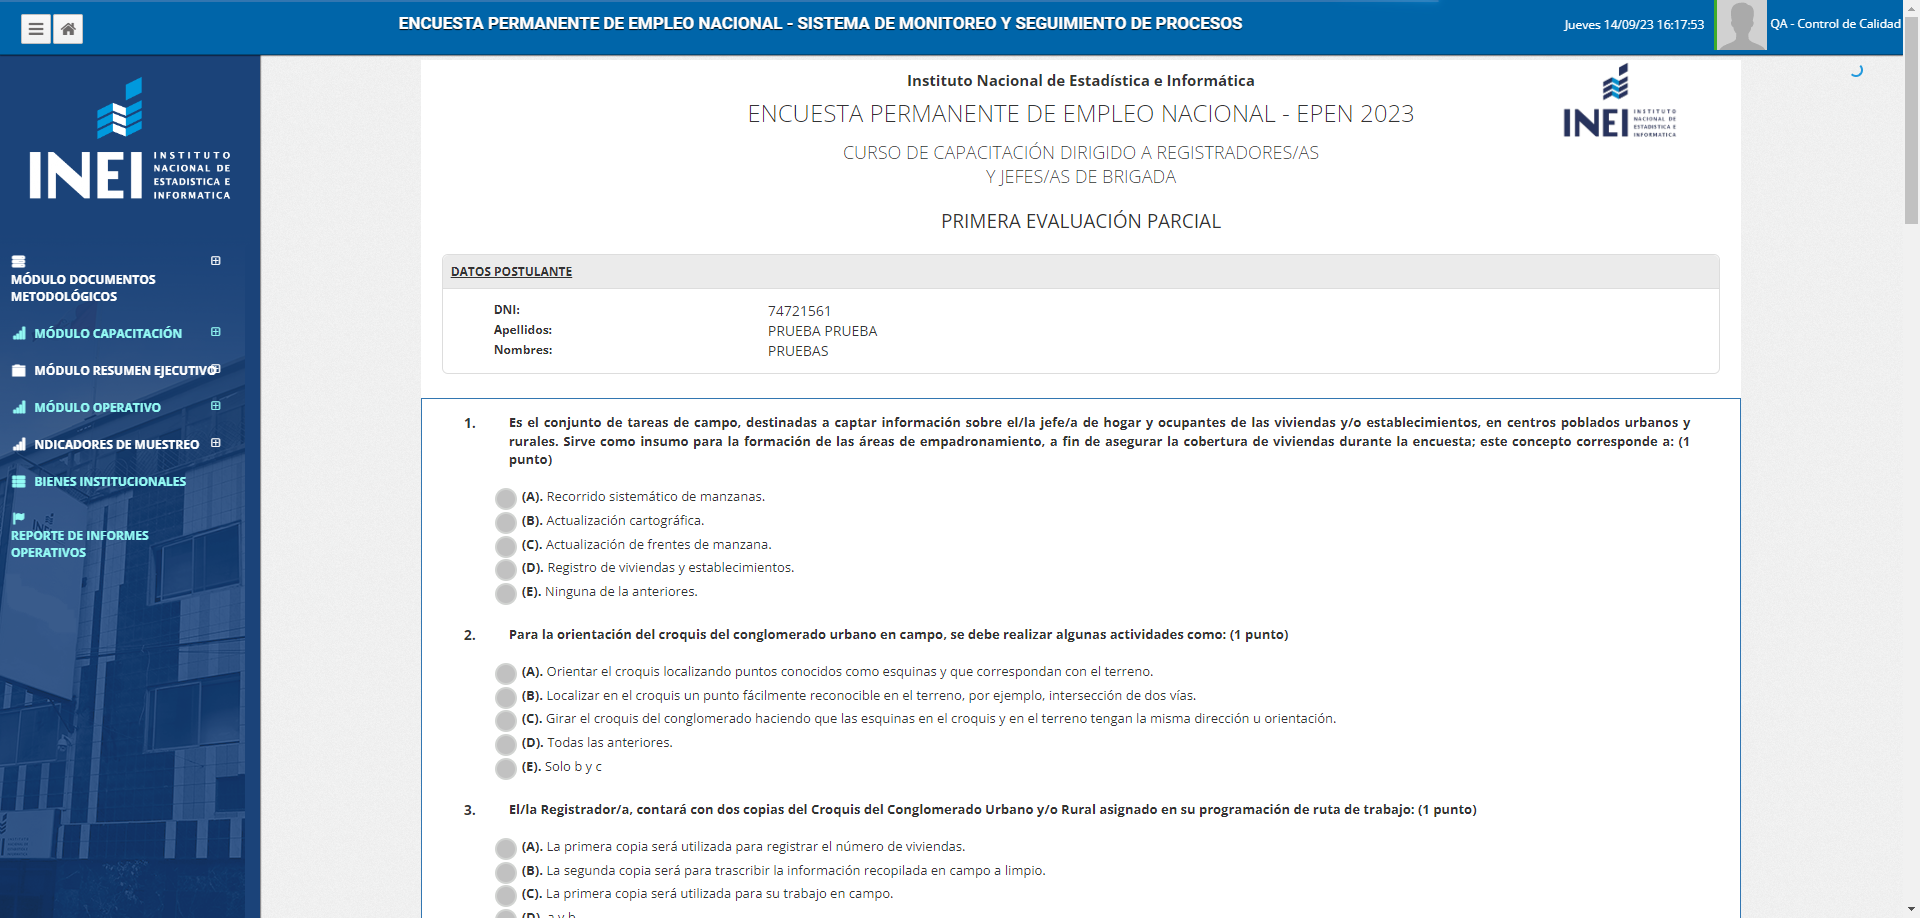 ENCUESTA PERMANENTE DE EMPLEO NACIONAL - SISTEMA DE MONITOREO Y SEGUIMIENTO DE PROCESOS
Jueves 14/09/23 16:17:53
QA - Control de Calidad
INEI
INSTITUTO
NACIONAL DE
ESTADISTICA E
INFORMATICA
MÓDULO DOCUMENTOS
METODOLÓGICOS
MÓDULO CAPACITACIÓN
MÓDULO RESUMEN EJECUTIVO
MÓDULO OPERATIVO
NDICADORES DE MUESTREO
BIENES INSTITUCIONALES
REPORTE DE INFORMES
OPERATIVOS
Instituto Nacional de Estadística e Informática
ENCUESTA PERMANENTE DE EMPLEO NACIONAL - EPEN 2023
CURSO DE CAPACITACIÓN DIRIGIDO A REGISTRADORES/AS
Y JEFES/AS DE BRIGADA
PRIMERA EVALUACIÓN PARCIAL
INEI
INSTITUTO
NACIONAL DE
ESTADISTICA E
INFORMATICA
DATOS POSTULANTE
DNI: 74721561
Apellidos: PRUEBA PRUEBA
Nombres: PRUEBAS
1. Es el conjunto de tareas de campo, destinadas a captar información sobre el/la jefe/a de hogar y ocupantes de las viviendas y/o establecimientos, en centros poblados urbanos y
rurales. Sirve como insumo para la formación de las áreas de empadronamiento, a fin de asegurar la cobertura de viviendas durante la encuesta; este concepto corresponde a: (1
punto)
(A). Recorrido sistemático de manzanas.
(B). Actualización cartográfica.
(C). Actualización de frentes de manzana.
(D). Registro de viviendas y establecimientos.
(E). Ninguna de la anteriores.
2. Para la orientación del croquis del conglomerado urbano en campo, se debe realizar algunas actividades como: (1 punto)
(A). Orientar el croquis localizando puntos conocidos como esquinas y que correspondan con el terreno.
(B). Localizar en el croquis un punto fácilmente reconocible en el terreno, por ejemplo, intersección de dos vías.
(C). Girar el croquis del conglomerado haciendo que las esquinas en el croquis y en el terreno tengan la misma dirección u orientación.
(D). Todas las anteriores.
(E). Solo b y c
3. El/la Registrador/a, contará con dos copias del Croquis del Conglomerado Urbano y/o Rural asignado en su programación de ruta de trabajo: (1 punto)
(A). La primera copia será utilizada para registrar el número de viviendas.
(B). La segunda copia será para trascribir la información recopilada en campo a limpio.
(C). La primera copia será utilizada para su trabajo en campo.
(D). a y b